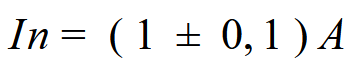 In = ( 1 ± 0,1 ) A